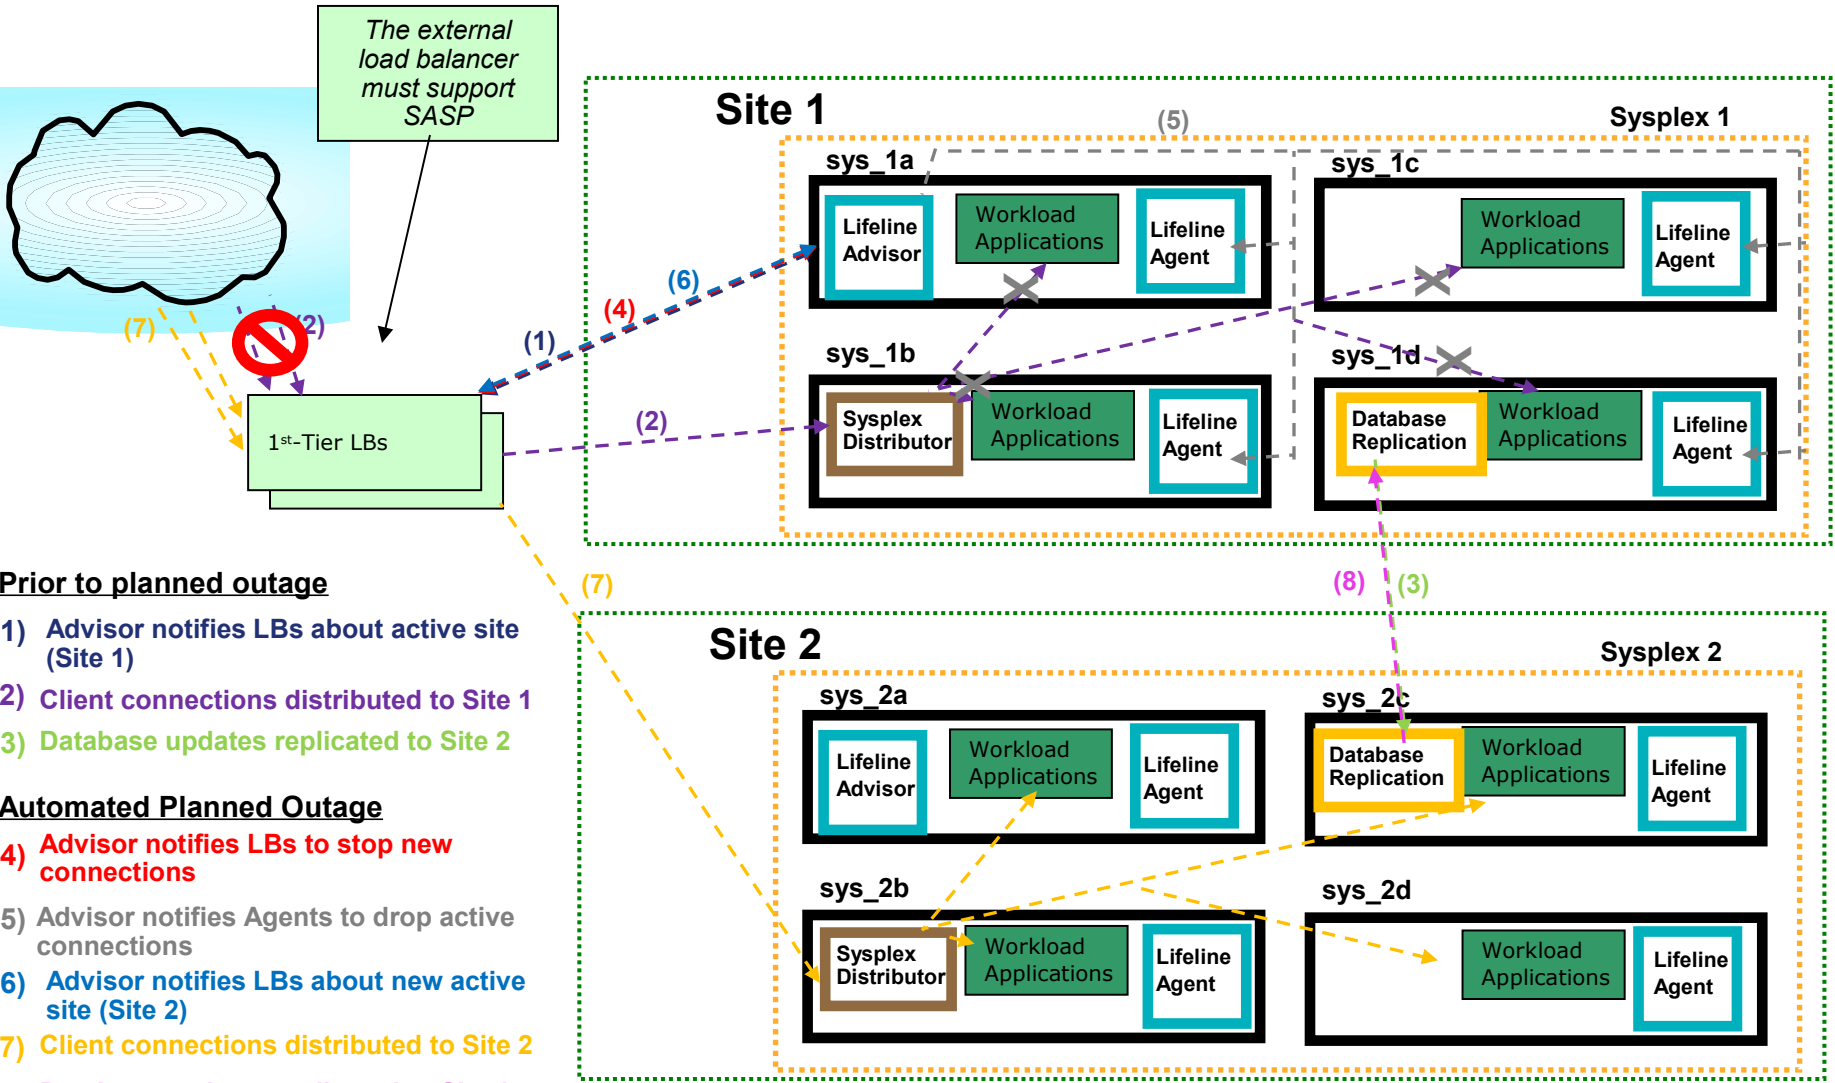 The external
load balancer
must support
SASP
(7)
(2)
1st-Tier LBs
(1)
(4)
(6)
(2)
(7)
Site 1
(5)
Sysplex 1
sys_1a
Lifeline
Advisor
Workload
Applications
Lifeline
Agent
sys_1c
Workload
Applications
Lifeline
Agent
sys_1b
Sysplex
Distributor
Workload
Applications
Lifeline
Agent
sys_1d
Database
Replication
Workload
Applications
Lifeline
Agent
(8)
(3)
Site 2
Sysplex 2
sys_2a
Lifeline
Advisor
Workload
Applications
Lifeline
Agent
sys_2c
Database
Replication
Workload
Applications
Lifeline
Agent
sys_2b
Sysplex
Distributor
Workload
Applications
Lifeline
Agent
sys_2d
Workload
Applications
Lifeline
Agent
Prior to planned outage
1) Advisor notifies LBs about active site
(Site 1)
2) Client connections distributed to Site 1
3) Database updates replicated to Site 2
Automated Planned Outage
4) Advisor notifies LBs to stop new
connections
5) Advisor notifies Agents to drop active
connections
6) Advisor notifies LBs about new active
site (Site 2)
7) Client connections distributed to Site 2